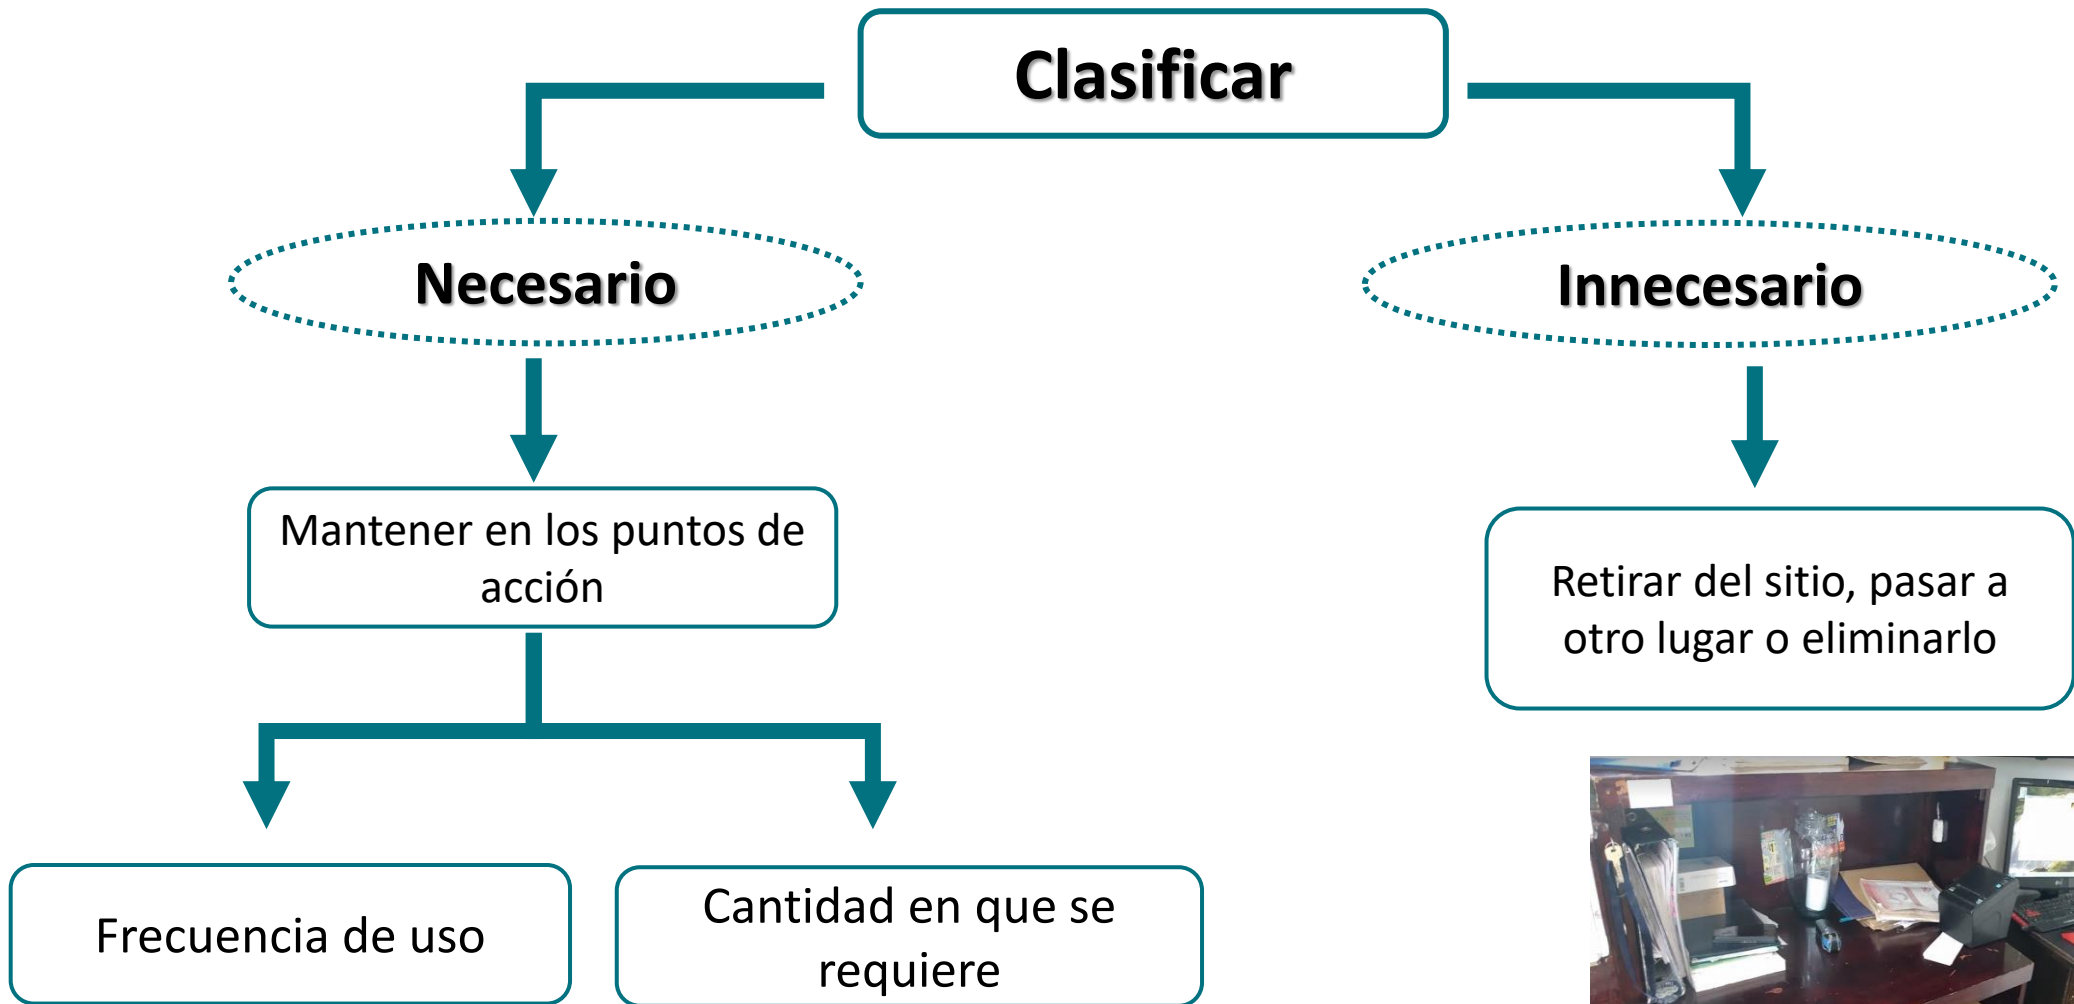 Clasificar
Necesario
Innecesario
Mantener en los puntos de
acción
Retirar del sitio, pasar a
otro lugar o eliminarlo
Frecuencia de uso
Cantidad en que se
requiere